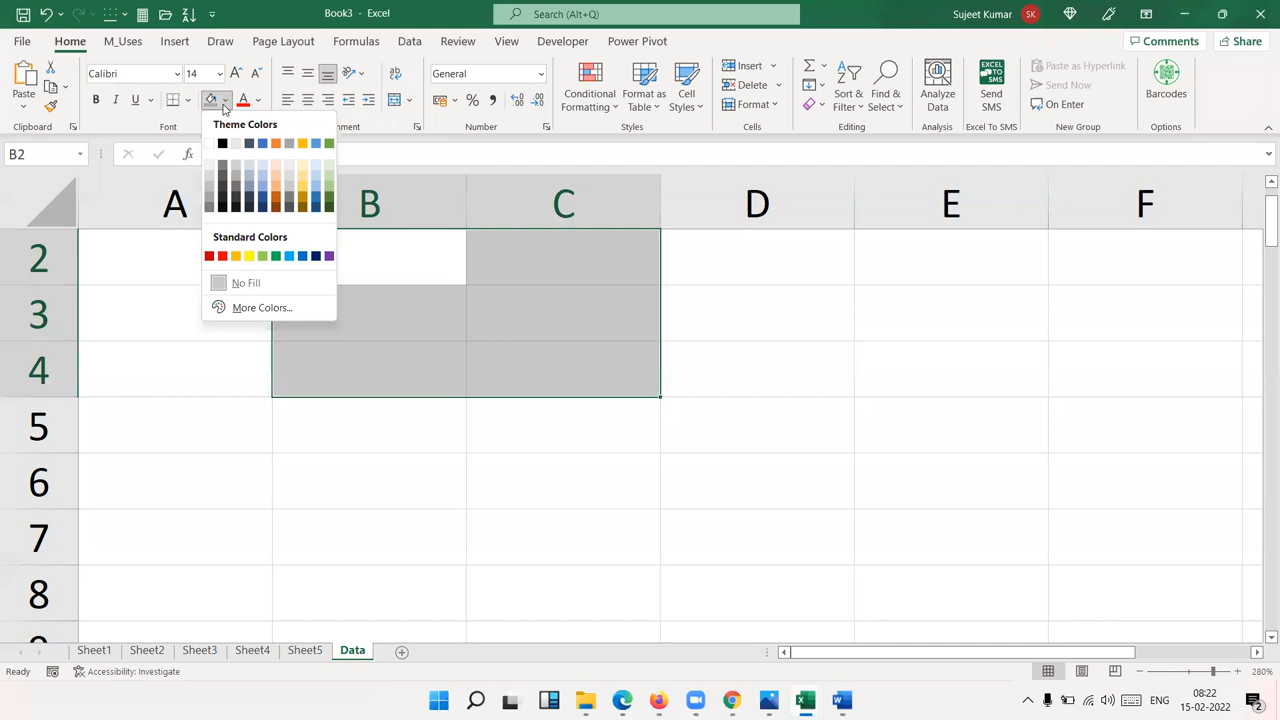 Book3 - Excel
Search (Alt+Q)
Sujeet Kumar
SK
File Home M_Uses Insert Draw Page Layout Formulas Data Review View Developer Help Power Pivot
Comments Share
Paste
Calibri 14
B I U
General
Conditional Formatting
Format as Table
Cell Styles
Insert
Delete
Format
Sort & Filter
Find & Select
Analyze Data
Send SMS
Paste as Hyperlink
Send Now
On Enter
Barcodes
Clipboard Font nment Number Styles Cells Editing Analysis Excel To SMS New Group Options
B2
fx
Theme Colors
Standard Colors
No Fill
More Colors...
A B C D E F
2
3
4
5
6
7
8
Sheet1 Sheet2 Sheet3 Sheet4 Sheet5 Data
Ready Accessibility: Investigate
280%
ENG
08:22
15-02-2022
2